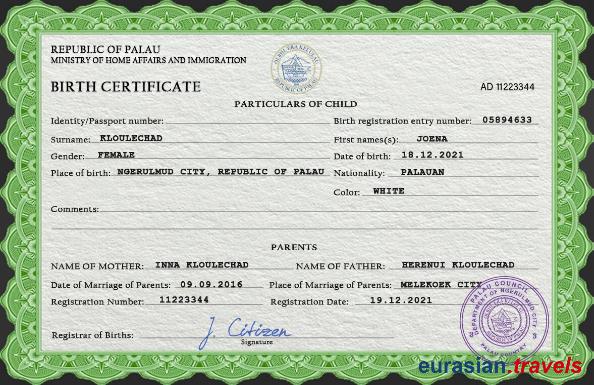 REPUBLIC OF PALAU
MINISTRY OF HOME AFFAIRS AND IMMIGRATION
BIRTH CERTIFICATE
AD 11223344
PARTICULARS OF CHILD
Identity/Passport number:
Birth registration entry number: 05894633
Surname: KLOULECHAD
First names(s): JOENA
Gender: FEMALE
Date of birth: 18.12.2021
Place of birth: NGERULMUD CITY, REPUBLIC OF PALAU
Nationality: PALAUAN
Color: WHITE
Comments:
PARENTS
NAME OF MOTHER: INNA KLOULECHAD
NAME OF FATHER: HERENUI KLOULECHAD
Date of Marriage of Parents: 09.09.2016
Place of Marriage of Parents: MELEKOEK CITY
Registration Number: 11223344
Registration Date: 19.12.2021
Registrar of Births: J. Citizen
Signature
PALAU COUNCIL
DEPARTMENT OF NGERULMUD CITY
PALAU COUNTRY
eurasian.travels